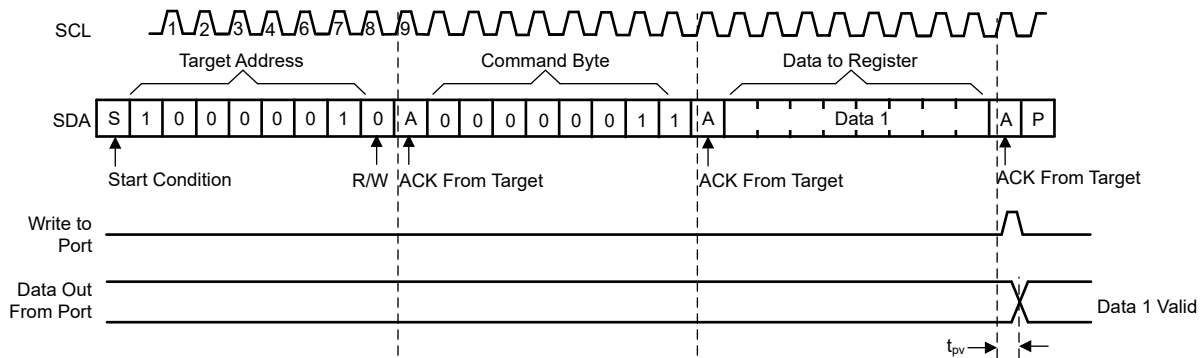 SCL 1 2 3 4 6 7 8 9
Target Address Command Byte Data to Register
SDA S 1 0 0 0 0 0 1 0 A 0 0 0 0 0 0 1 1 A Data 1 A P
Start Condition R/W ACK From Target ACK From Target ACK From Target
Write to
Port
Data Out
From Port
Data 1 Valid
tpv